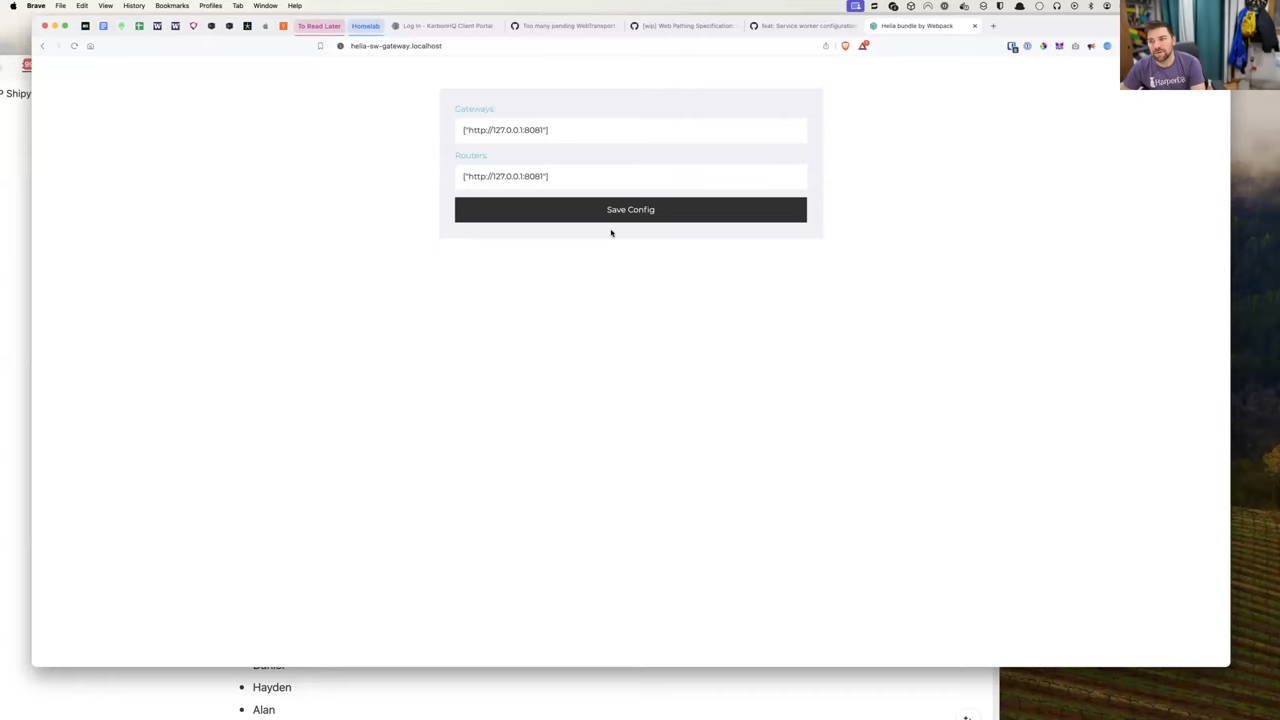 Brave File Edit View History Bookmarks Profiles Tab Window Help
To Read Later Homelab Log In - KarbonHQ Client Portal Too many pending WebTransport [wip] Web Pathing Specification feat: Service worker configuration Helia bundle by Webpack
helia-sw-gateway.localhost
P Shipy
Gateways:
["http://127.0.0.1:8081"]
Routers:
["http://127.0.0.1:8081"]
Save Config
Daniel
Hayden
Alan